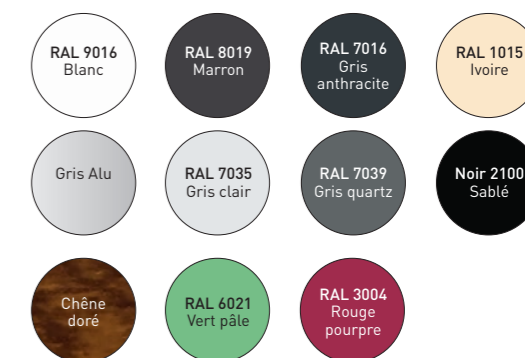 RAL 9016
Blanc
RAL 8019
Marron
RAL 7016
Gris
anthracite
RAL 1015
Ivoire
Gris Alu
RAL 7035
Gris clair
RAL 7039
Gris quartz
Noir 2100
Sablé
Chêne
doré
RAL 6021
Vert pâle
RAL 3004
Rouge
pourpre